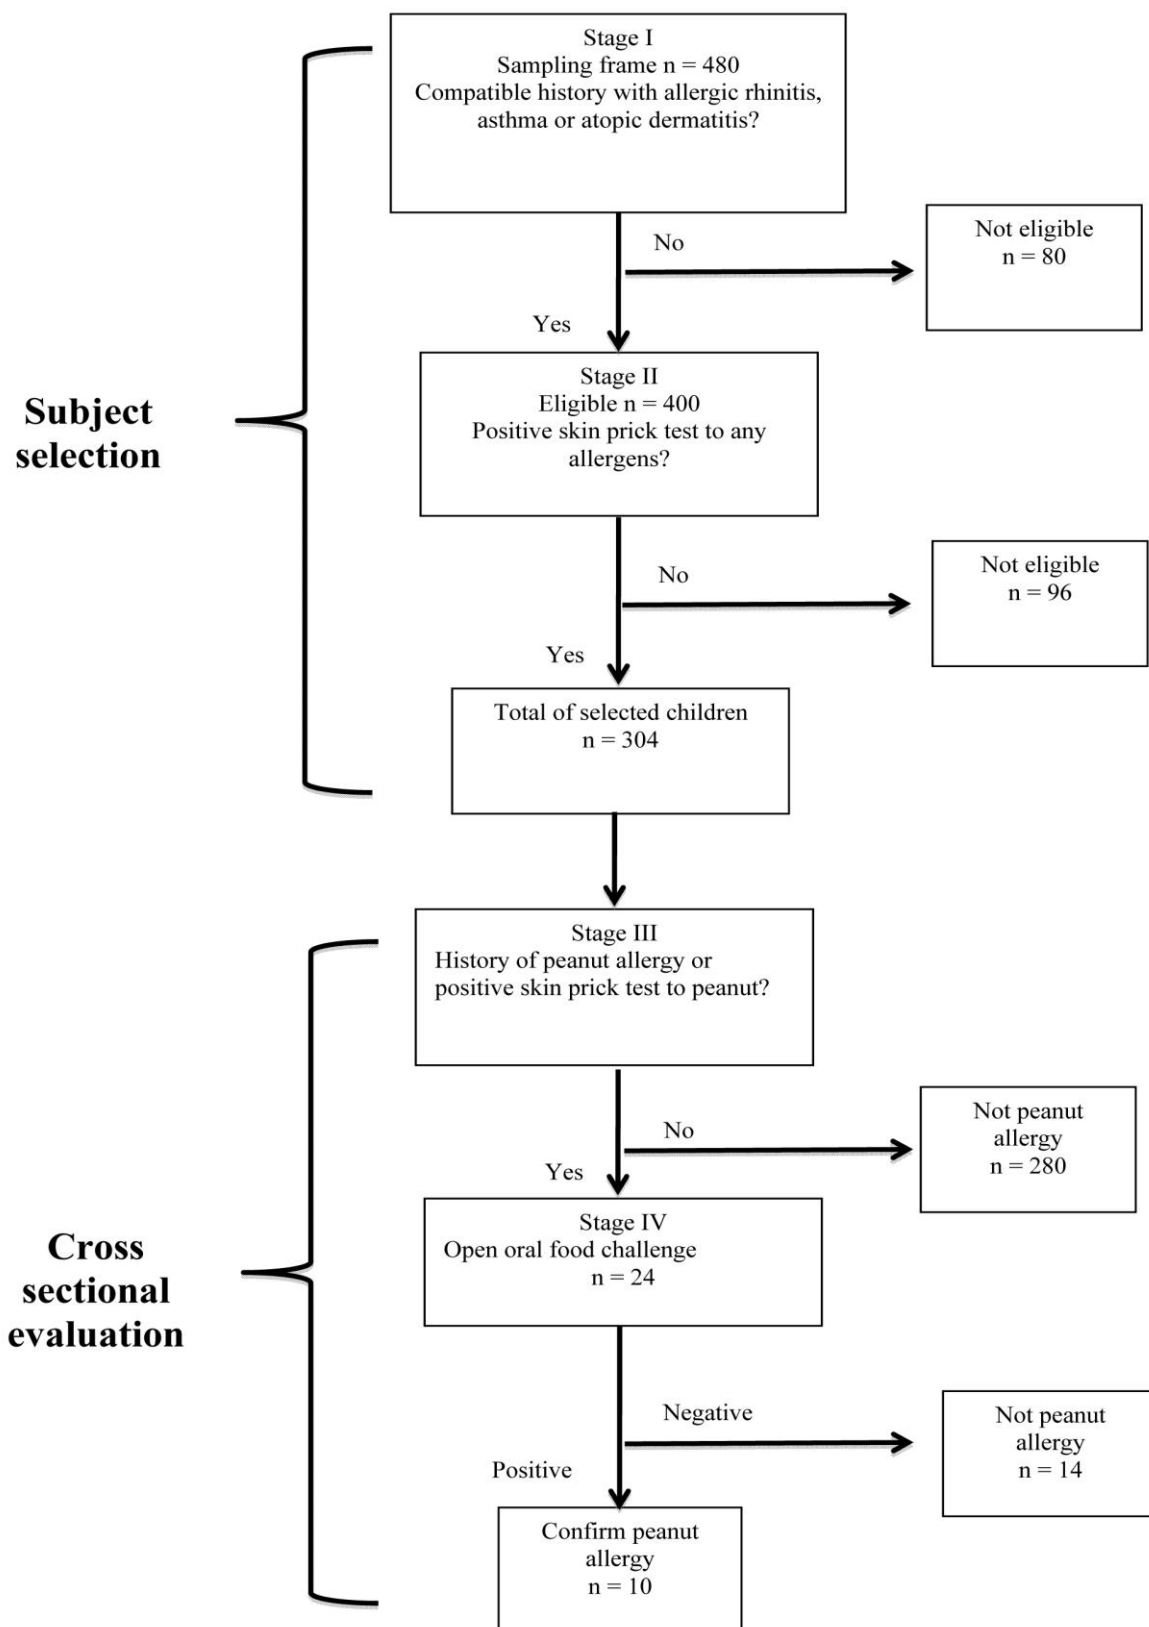 Stage I
Sampling frame n = 480
Compatible history with allergic rhinitis,
asthma or atopic dermatitis?
No
Not eligible
n = 80
Yes
Stage II
Eligible n = 400
Positive skin prick test to any
allergens?
Subject
selection
No
Not eligible
n = 96
Yes
Total of selected children
n = 304
Stage III
History of peanut allergy or
positive skin prick test to peanut?
No
Not peanut
allergy
n = 280
Yes
Stage IV
Open oral food challenge
n = 24
Cross
sectional
evaluation
Negative
Not peanut
allergy
n = 14
Positive
Confirm peanut
allergy
n = 10